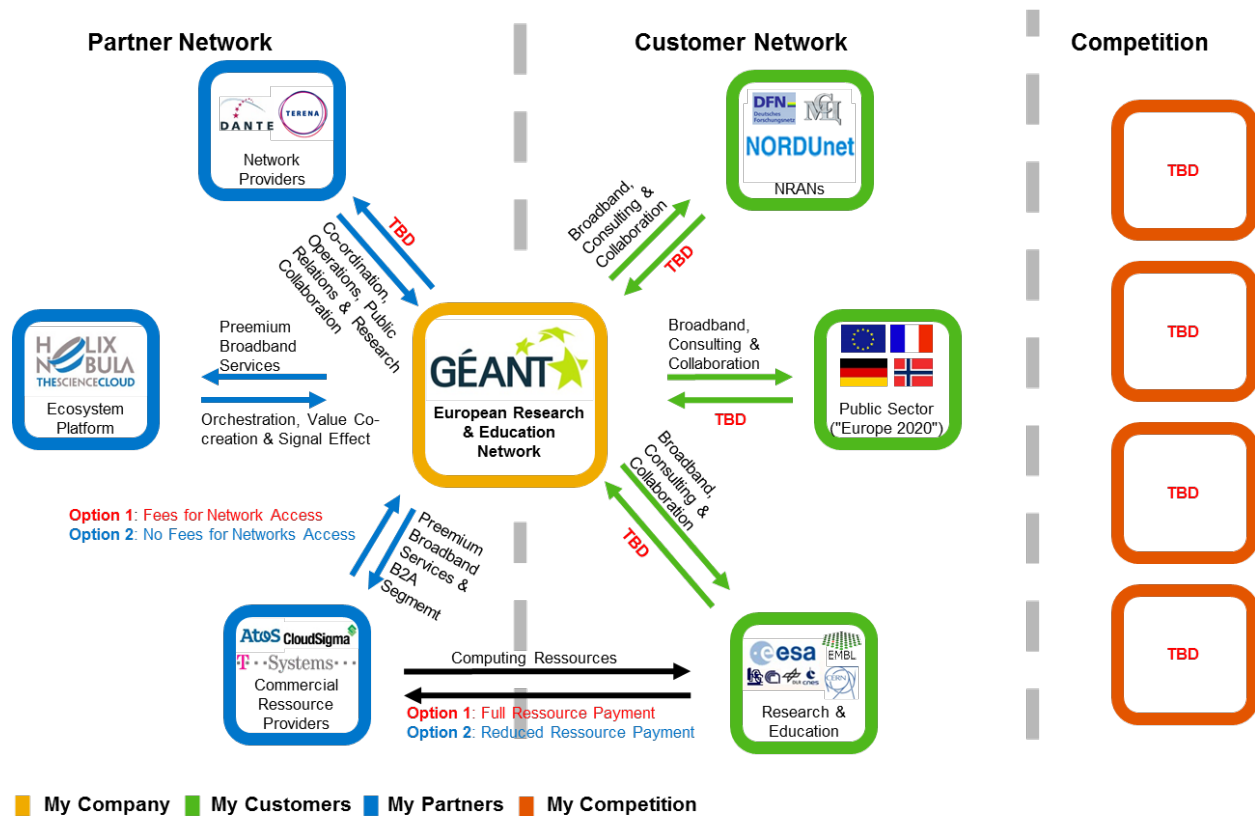 Partner Network
Customer Network
Competition
DANTE
TERENA
Network
Providers
DFN
Deutsches
Forschungsnetz
NORDUnet
NRANs
TBD
Co-ordination,
Operations, Public
Relations & Research
Collaboration
TBD
Broadband,
Consulting &
Collaboration
TBD
HELIX
NEBULA
THESCIENCECLOUD
Ecosystem
Platform
Preemium
Broadband
Services
Orchestration, Value Co-
creation & Signal Effect
GÉANT
European Research
& Education
Network
Broadband,
Consulting &
Collaboration
TBD
Public Sector
("Europe 2020")
TBD
Option 1: Fees for Network Access
Option 2: No Fees for Networks Access
Preemium
Broadband
Services &
B2A
Segmemt
Broadband,
Consulting &
Collaboration
TBD
TBD
AtoS CloudSigma
T··Systems···
Commercial
Ressource
Providers
Computing Ressources
Option 1: Full Ressource Payment
Option 2: Reduced Ressource Payment
esa
EMBL
DLR
cnes
CERN
Research &
Education
TBD
My Company
My Customers
My Partners
My Competition